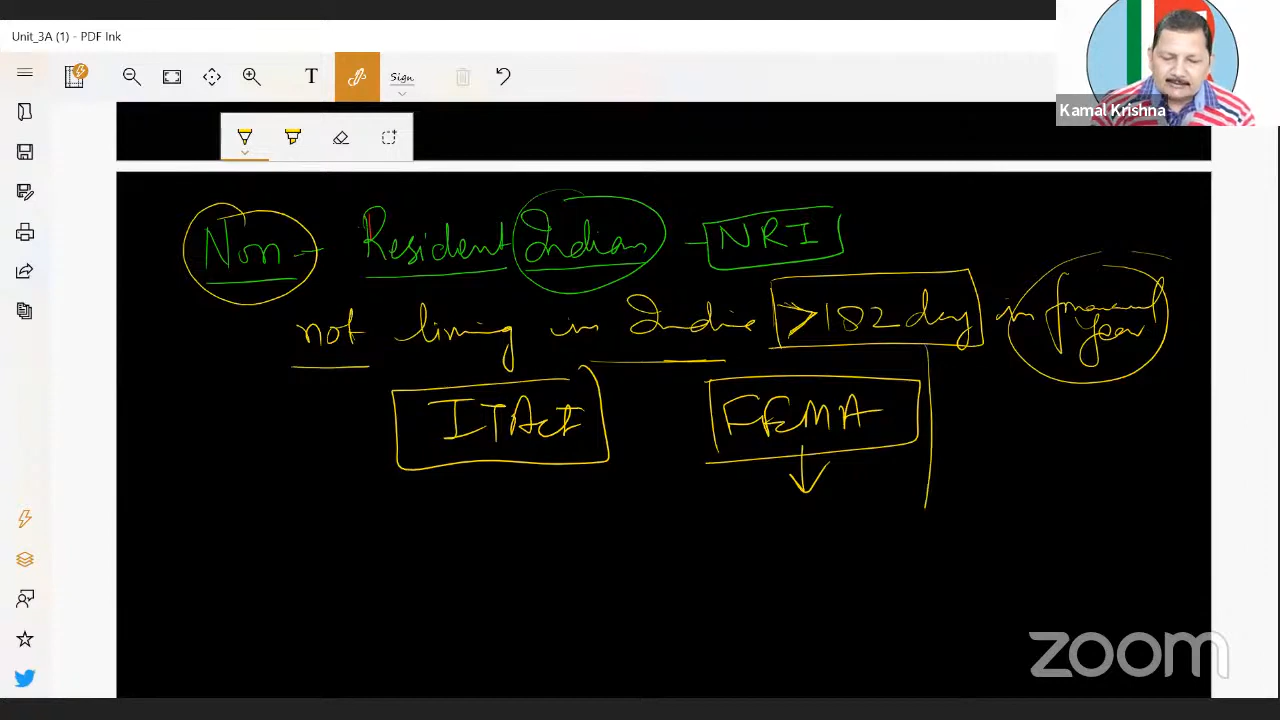 Unit_3A (1) - PDF Ink
T
Sign
Kamal Krishna
Non - Resident Indian - NRI
not living in India >182 day in financial year
IT Act FEMA
zoom